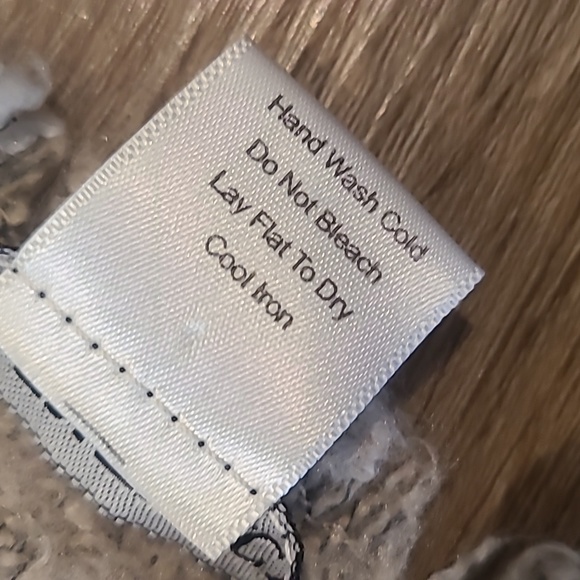 Hand Wash Cold
Do Not Bleach
Lay Flat To Dry
Cool Iron